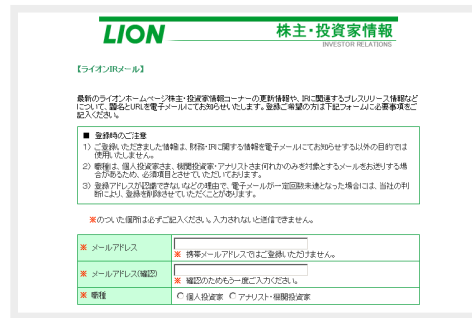 LION
株主・投資家情報
INVESTOR RELATIONS
【ライオンIRメール】
最新のライオンホームページ株主・投資家情報コーナーの更新情報や、IRに関連するプレスリリース情報など
について、題名とURLを電子メールにてお知らせいたします。登録ご希望の方は下記フォームに必要事項をご
記入ください。
■ 登録時のご注意
1) ご登録いただきました情報は、財務・IRに関する情報を電子メールにてお知らせする以外の目的では
使用いたしません。
2) 職種は、個人投資家さま、機関投資家・アナリストさま何れかのみを対象とするメールをお送りする場
合があるため、必須項目とさせていただいております。
3) 登録アドレスが認識できないなどの理由で、電子メールが一定回数未達となった場合には、当社の判
断により、登録を削除させていただくことがあります。
※のついた個所は必ずご記入ください。入力されないと送信できません。
※ メールアドレス
※ 携帯メールアドレスではご登録いただけません。
※ メールアドレス(確認)
※ 確認のためもう一度ご入力ください。
※ 職種
個人投資家 アナリスト・機関投資家